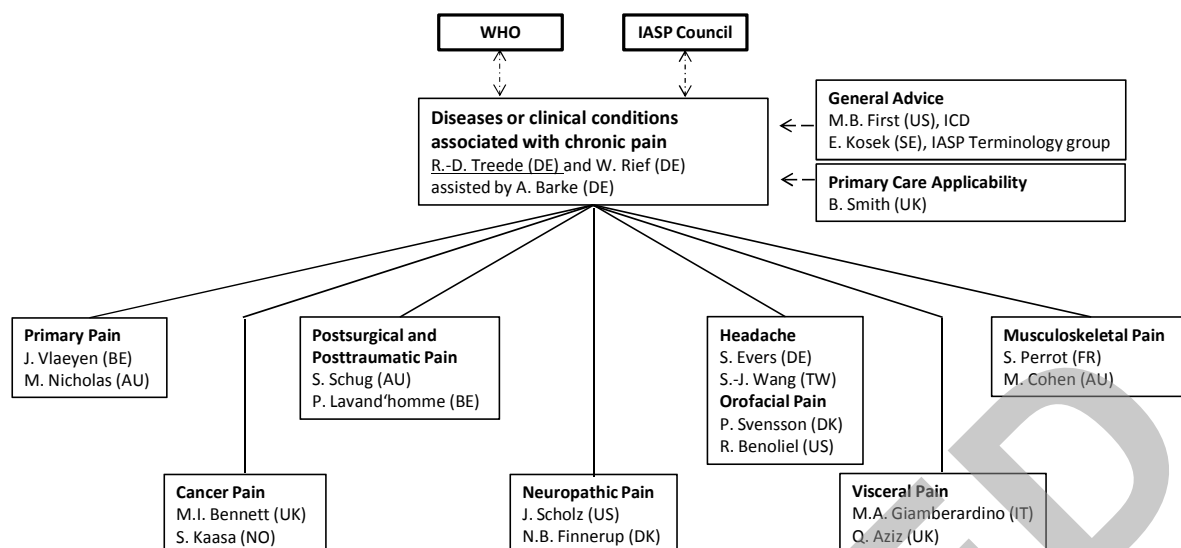 WHO
IASP Council
Diseases or clinical conditions
associated with chronic pain
R.-D. Treede (DE) and W. Rief (DE)
assisted by A. Barke (DE)
General Advice
M.B. First (US), ICD
E. Kosek (SE), IASP Terminology group
Primary Care Applicability
B. Smith (UK)
Primary Pain
J. Vlaeyen (BE)
M. Nicholas (AU)
Postsurgical and
Posttraumatic Pain
S. Schug (AU)
P. Lavand‘homme (BE)
Headache
S. Evers (DE)
S.-J. Wang (TW)
Orofacial Pain
P. Svensson (DK)
R. Benoliel (US)
Musculoskeletal Pain
S. Perrot (FR)
M. Cohen (AU)
Cancer Pain
M.I. Bennett (UK)
S. Kaasa (NO)
Neuropathic Pain
J. Scholz (US)
N.B. Finnerup (DK)
Visceral Pain
M.A. Giamberardino (IT)
Q. Aziz (UK)